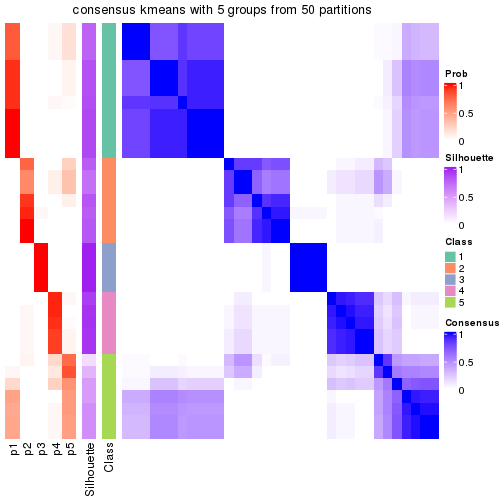 consensus kmeans with 5 groups from 50 partitions
Prob
1
0.5
0
Silhouette
1
0.5
0
Class
1
2
3
4
5
Consensus
1
0.5
0
p1
p2
p3
p4
p5
Silhouette
Class